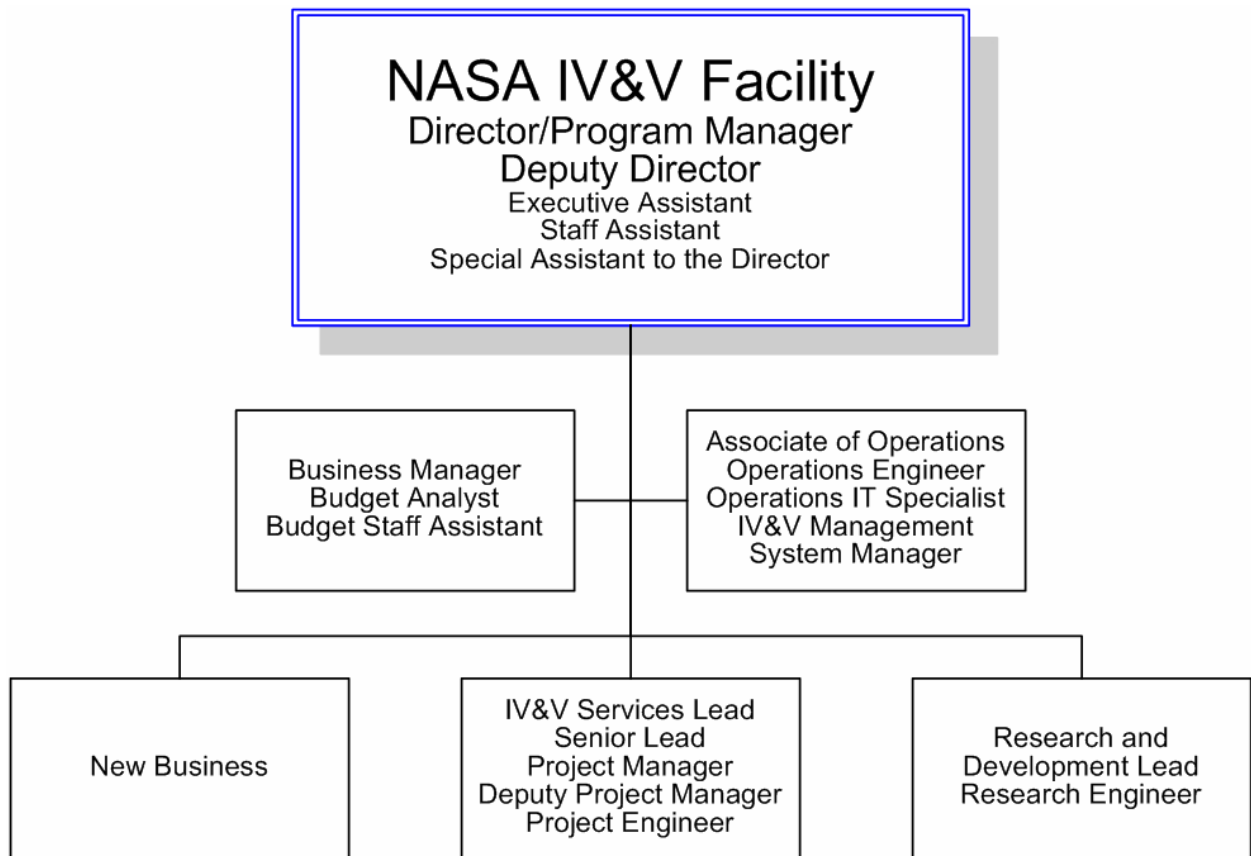 NASA IV&V Facility
Director/Program Manager
Deputy Director
Executive Assistant
Staff Assistant
Special Assistant to the Director
Business Manager
Budget Analyst
Budget Staff Assistant
Associate of Operations
Operations Engineer
Operations IT Specialist
IV&V Management
System Manager
New Business
IV&V Services Lead
Senior Lead
Project Manager
Deputy Project Manager
Project Engineer
Research and
Development Lead
Research Engineer